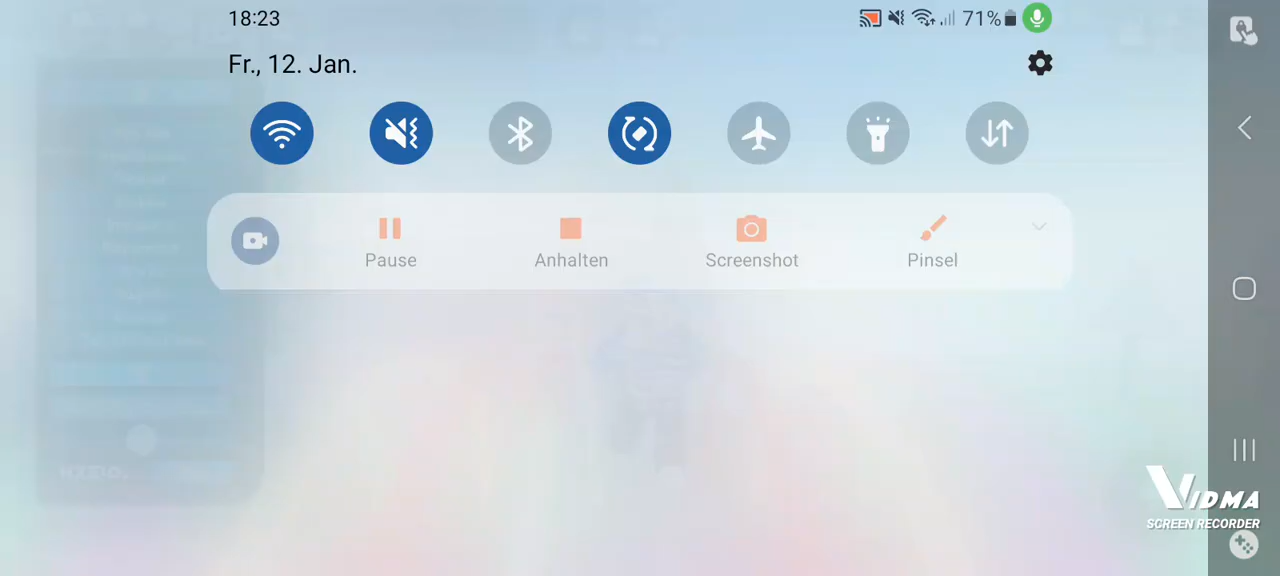 18:23 71%
Fr., 12. Jan.
Pause Anhalten Screenshot Pinsel
VIDMA
SCREEN RECORDER